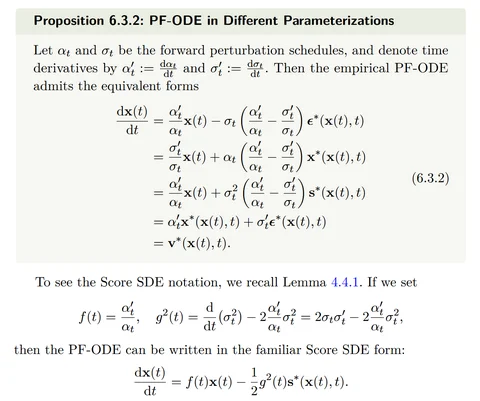 Proposition 6.3.2: PF-ODE in Different Parameterizations
Let αₜ and σₜ be the forward perturbation schedules, and denote time
derivatives by α′ₜ := dαₜ/dt and σ′ₜ := dσₜ/dt. Then the empirical PF-ODE
admits the equivalent forms
dx(t)/dt = (α′ₜ/αₜ)x(t) − σₜ(α′ₜ/αₜ − σ′ₜ/σₜ)ϵ*(x(t), t)
= (σ′ₜ/σₜ)x(t) + αₜ(α′ₜ/αₜ − σ′ₜ/σₜ)x*(x(t), t)
= (α′ₜ/αₜ)x(t) + σₜ²(α′ₜ/αₜ − σ′ₜ/σₜ)s*(x(t), t) (6.3.2)
= α′ₜx*(x(t), t) + σ′ₜϵ*(x(t), t)
= v*(x(t), t).
To see the Score SDE notation, we recall Lemma 4.4.1. If we set
f(t) = α′ₜ/αₜ, g²(t) = d/dt(σₜ²) − 2(α′ₜ/αₜ)σₜ² = 2σₜσ′ₜ − 2(α′ₜ/αₜ)σₜ²,
then the PF-ODE can be written in the familiar Score SDE form:
dx(t)/dt = f(t)x(t) − ½g²(t)s*(x(t), t).